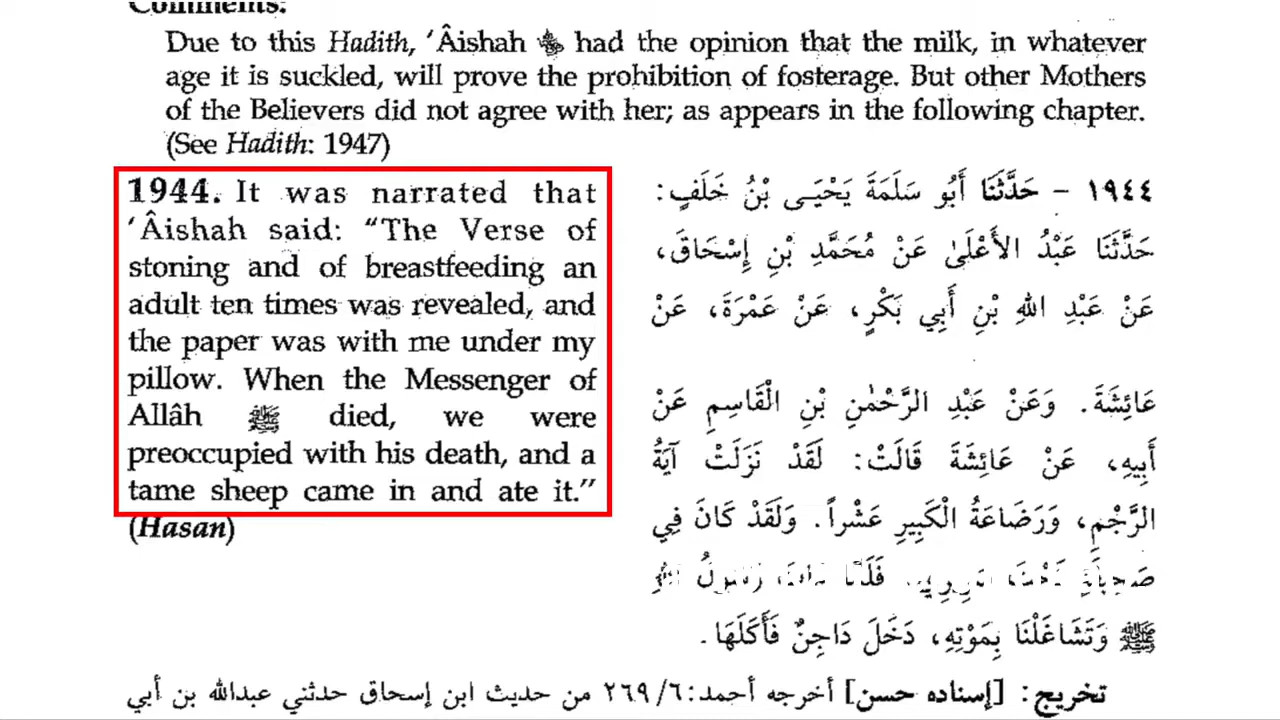 Comments:
Due to this Hadith, ‘Âishah had the opinion that the milk, in whatever
age it is suckled, will prove the prohibition of fosterage. But other Mothers
of the Believers did not agree with her; as appears in the following chapter.
(See Hadith: 1947)
1944. It was narrated that
‘Âishah said: “The Verse of
stoning and of breastfeeding an
adult ten times was revealed, and
the paper was with me under my
pillow. When the Messenger of
Allâh ﷺ died, we were
preoccupied with his death, and a
tame sheep came in and ate it.”
(Hasan)
١٩٤٤ - حَدَّثَنَا أَبُو سَلَمَةَ يَحْيَـى بْنُ خَلَفٍ:
حَدَّثَنَا عَبْدُ الأَعْلَىٰ عَنْ مُحَمَّدِ بْنِ إِسْحَاقَ،
عَنْ عَبْدِ اللهِ بْنِ أَبِي بَكْرٍ، عَنْ عَمْرَةَ، عَنْ
عَائِشَةَ. وَعَنْ عَبْدِ الرَّحْمٰنِ بْنِ الْقَاسِمِ عَنْ
أَبِيهِ، عَنْ عَائِشَةَ قَالَتْ: لَقَدْ نَزَلَتْ آيَةُ
الرَّجْمِ، وَرَضَاعَةُ الْكَبِيرِ عَشْراً. وَلَقَدْ كَانَ فِي
رَسُولُ
ﷺ وَتَشَاغَلْنَا بِمَوْتِهِ، دَخَلَ دَاجِنٌ فَأَكَلَهَا.
تخريج: [إسناده حسن] أخرجه أحمد: ٦/ ٢٦٩ من حديث ابن إسحاق حدثني عبدالله بن أبي